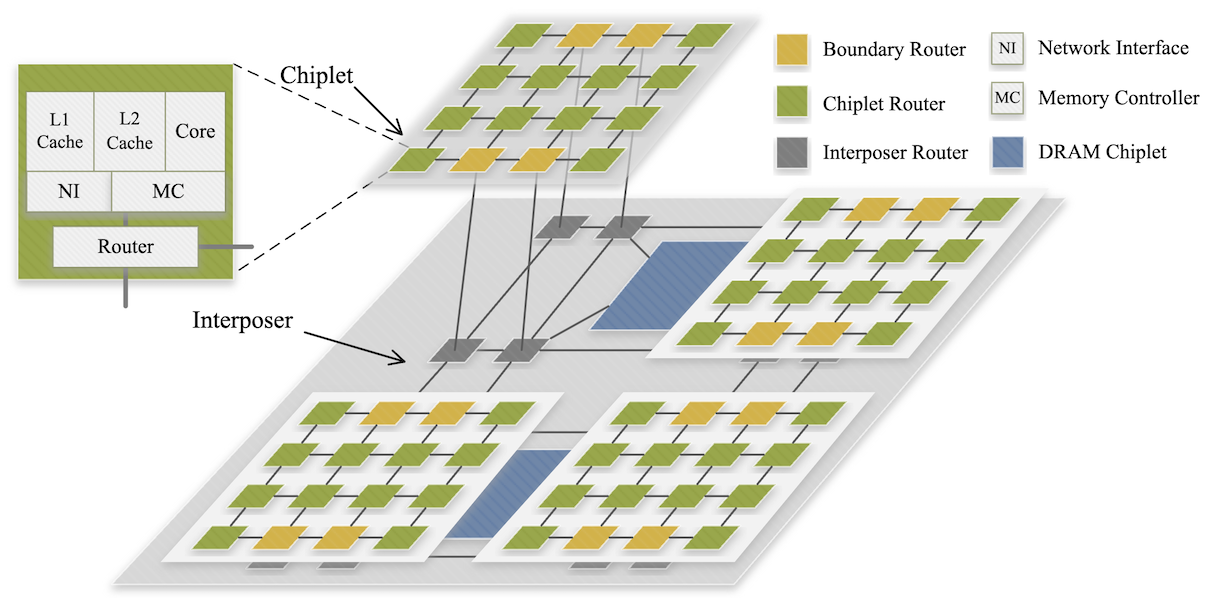 Chiplet
L1
Cache
L2
Cache
Core
NI
MC
Router
Interposer
Boundary Router
Chiplet Router
Interposer Router
NI
Network Interface
MC
Memory Controller
DRAM Chiplet